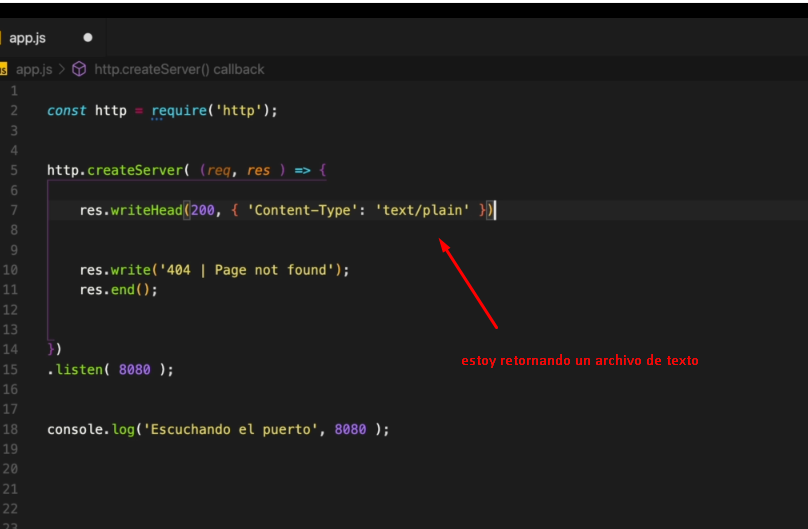 app.js
JS app.js > http.createServer() callback
1
2 const http = require('http');
3
4
5 http.createServer( (req, res ) => {
6
7 res.writeHead(200, { 'Content-Type': 'text/plain' })
8
9
10 res.write('404 | Page not found');
11 res.end();
12
13
estoy retornando un archivo de texto
14 })
15 .listen( 8080 );
16
17
18 console.log('Escuchando el puerto', 8080 );
19
20
21
22
23